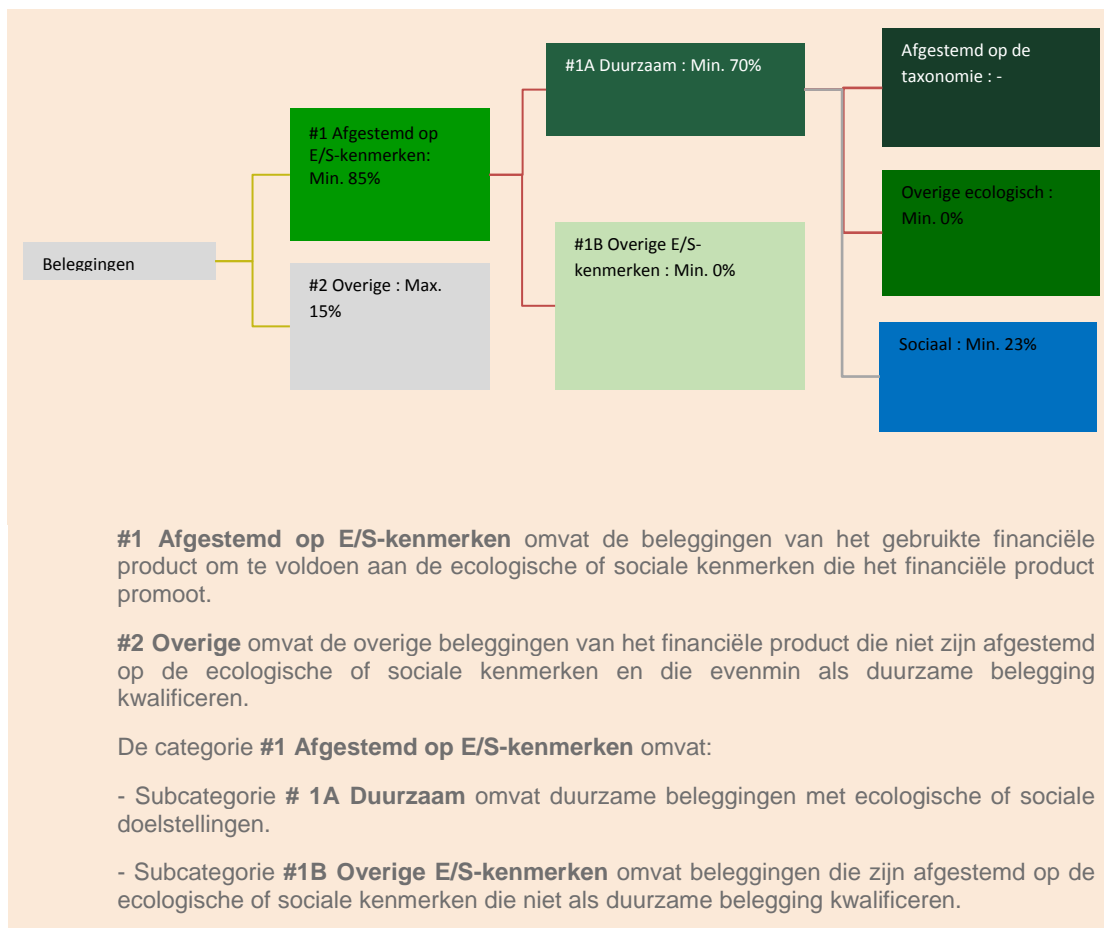 #1A Duurzaam : Min. 70%
Afgestemd op de
taxonomie : -
#1 Afgestemd op
E/S-kenmerken:
Min. 85%
Overige ecologisch :
Min. 0%
#1B Overige E/S-
kenmerken : Min. 0%
Beleggingen
#2 Overige : Max.
15%
Sociaal : Min. 23%
#1 Afgestemd op E/S-kenmerken omvat de beleggingen van het gebruikte financiële
product om te voldoen aan de ecologische of sociale kenmerken die het financiële product
promoot.
#2 Overige omvat de overige beleggingen van het financiële product die niet zijn afgestemd
op de ecologische of sociale kenmerken en die evenmin als duurzame belegging
kwalificeren.
De categorie #1 Afgestemd op E/S-kenmerken omvat:
- Subcategorie # 1A Duurzaam omvat duurzame beleggingen met ecologische of sociale
doelstellingen.
- Subcategorie #1B Overige E/S-kenmerken omvat beleggingen die zijn afgestemd op de
ecologische of sociale kenmerken die niet als duurzame belegging kwalificeren.